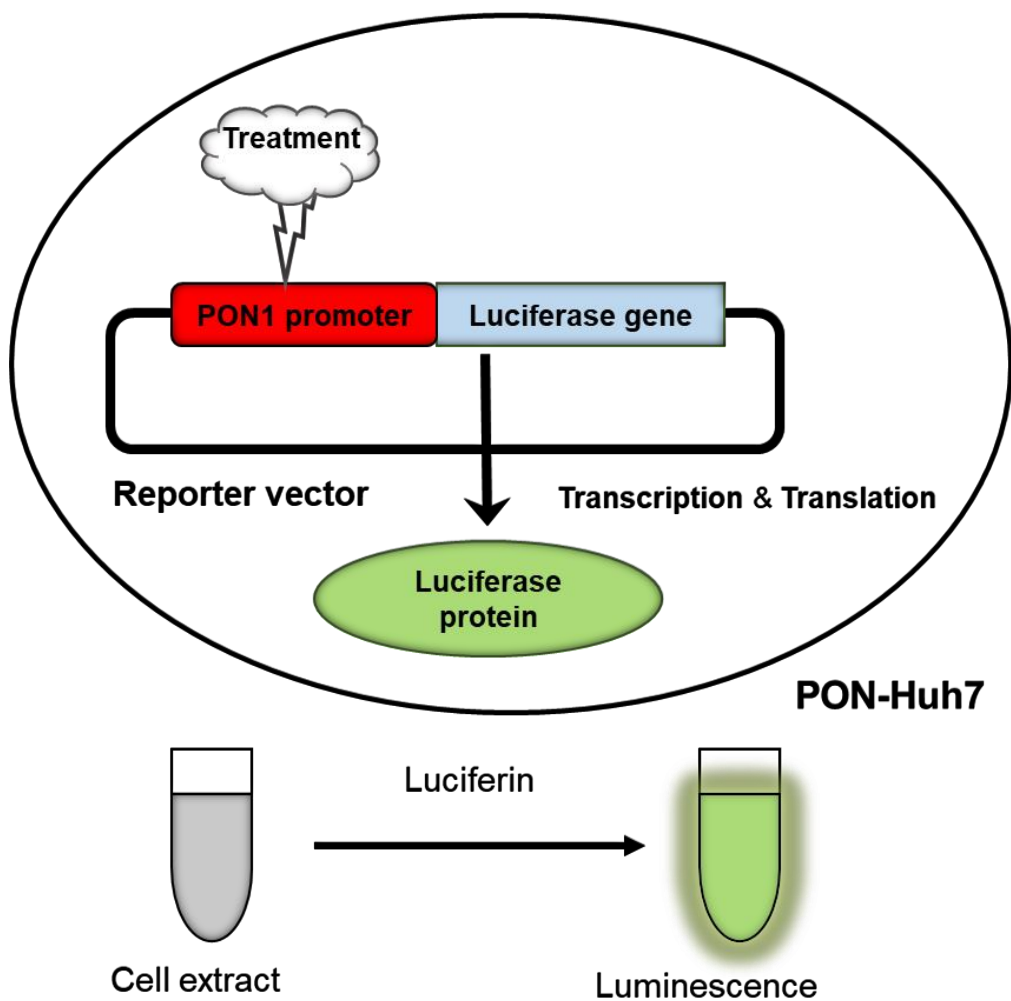 Treatment
PON1 promoter
Luciferase gene
Reporter vector
Transcription & Translation
Luciferase
protein
PON-Huh7
Luciferin
Cell extract
Luminescence